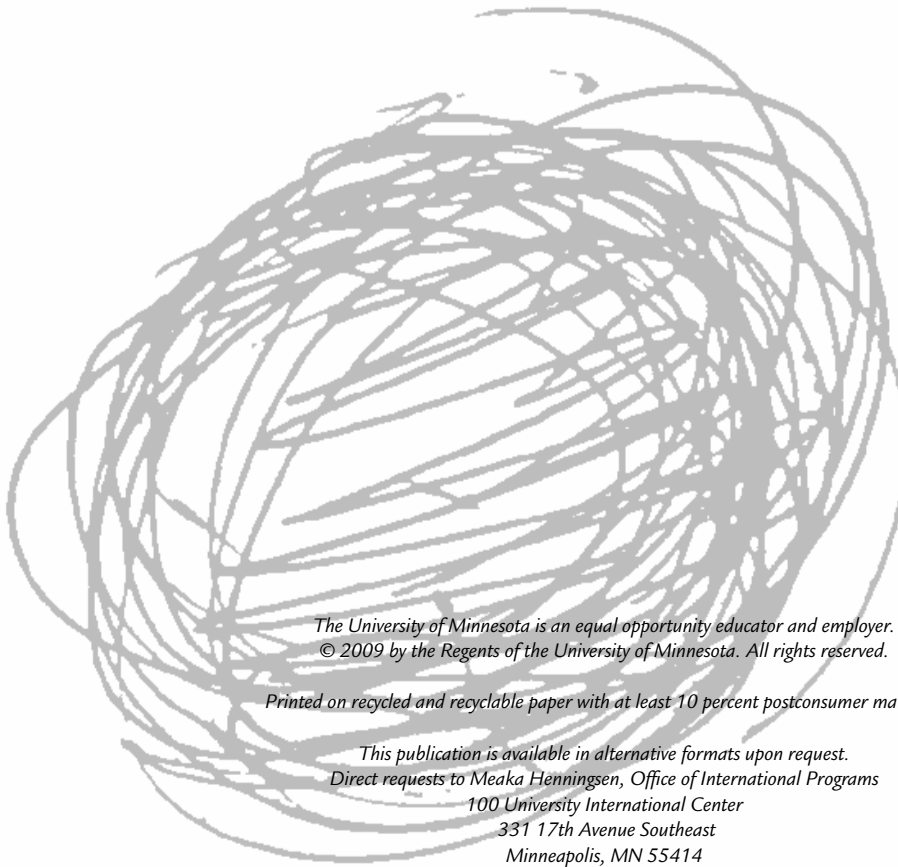 The University of Minnesota is an equal opportunity educator and employer.
© 2009 by the Regents of the University of Minnesota. All rights reserved.
Printed on recycled and recyclable paper with at least 10 percent postconsumer
This publication is available in alternative formats upon request.
Direct requests to Meaka Henningsen, Office of International Programs
100 University International Center
331 17th Avenue Southeast
Minneapolis, MN 55414